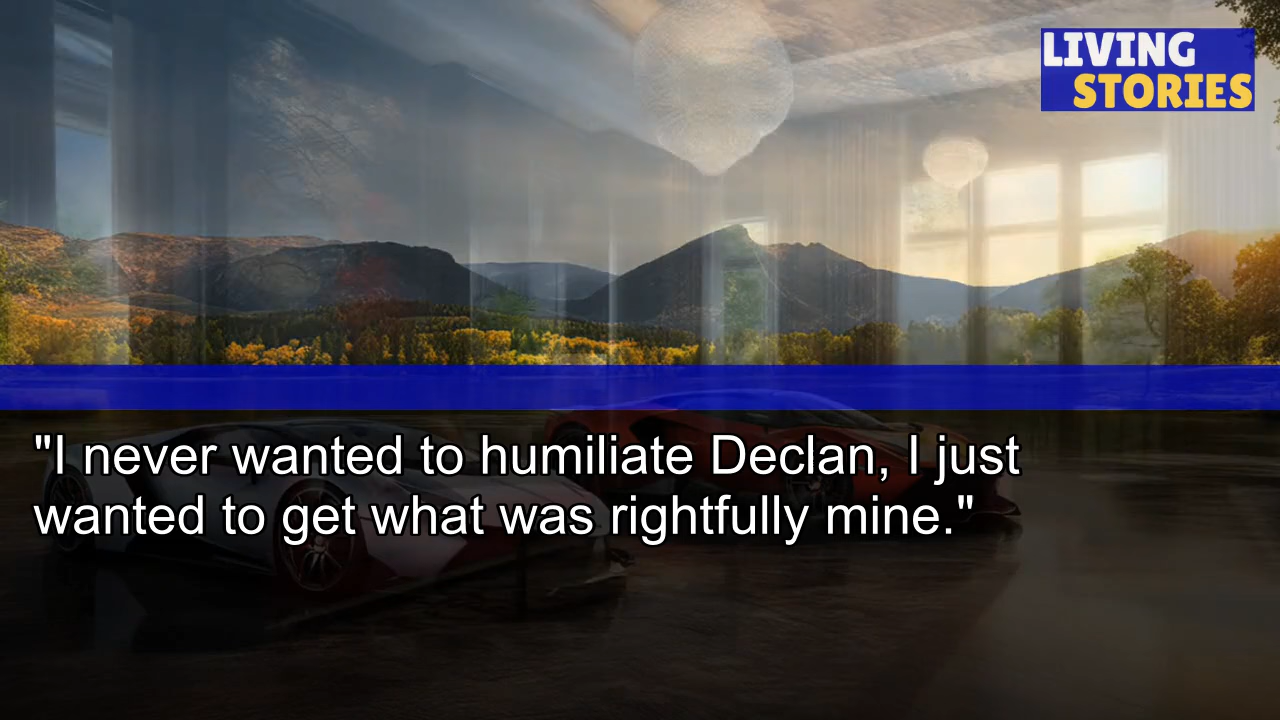 LIVING
STORIES
"I never wanted to humiliate Declan, I just
wanted to get what was rightfully mine."